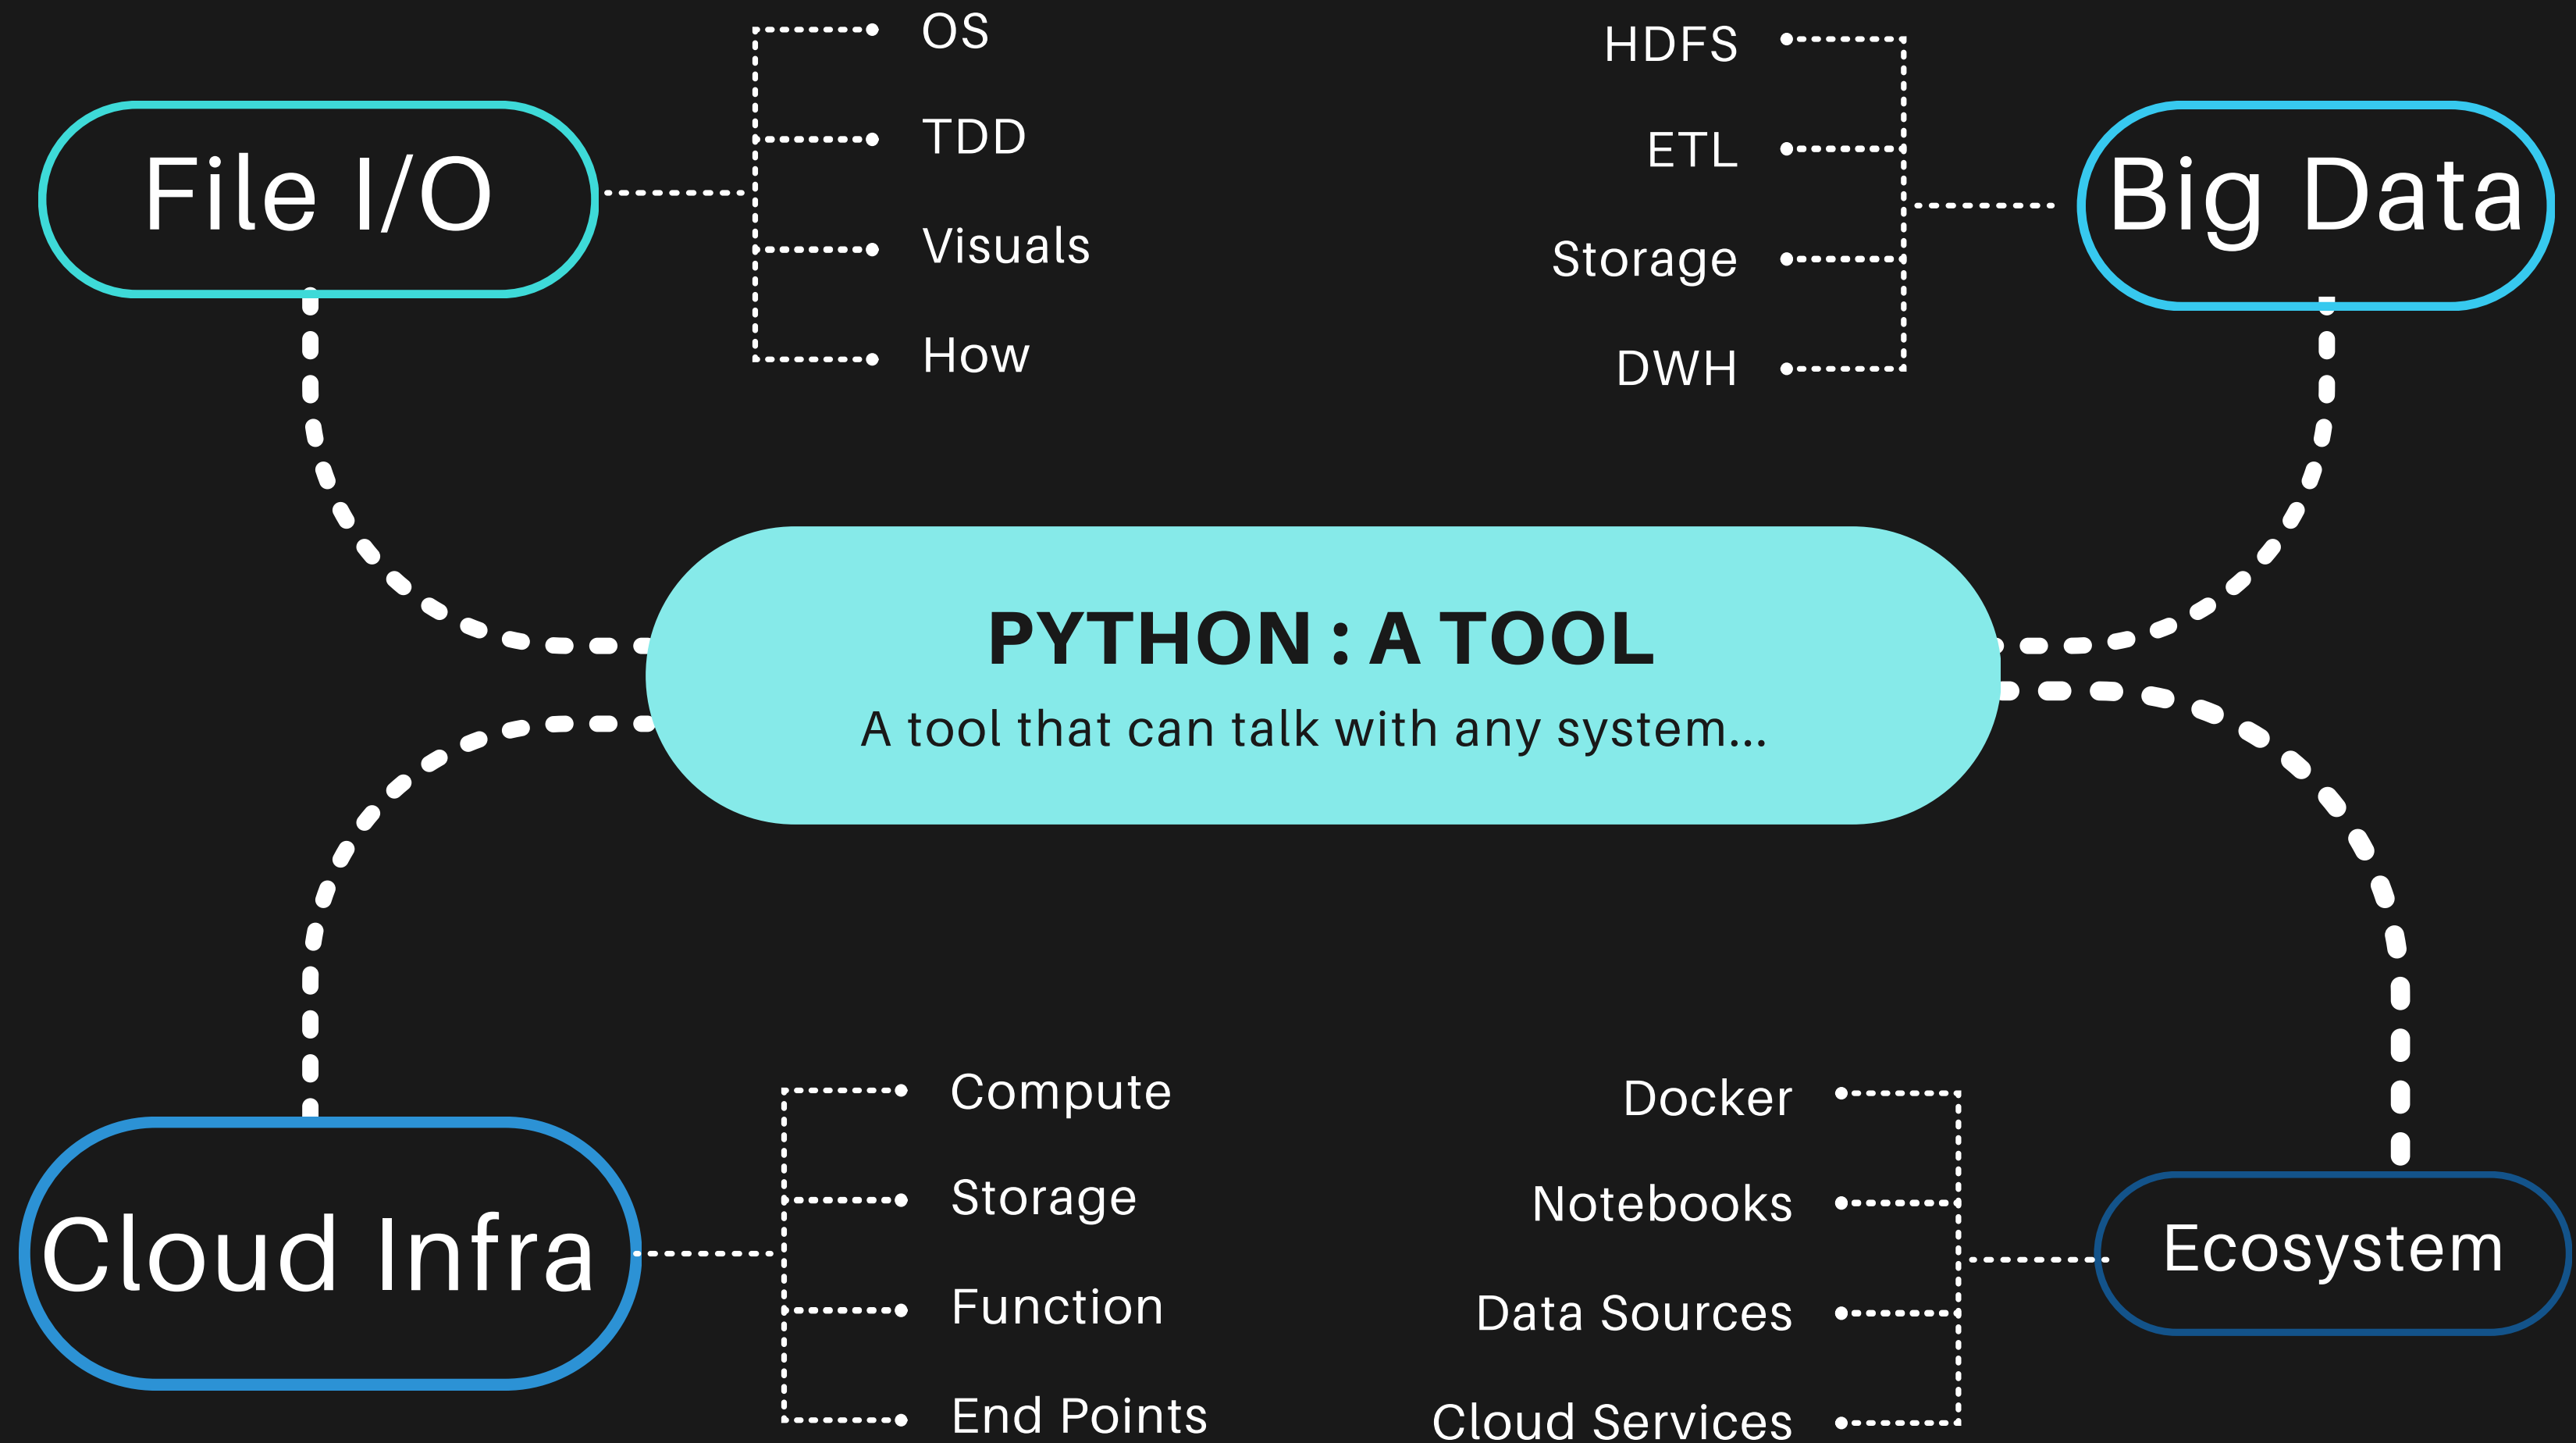 File I/O
OS
TDD
Visuals
How
Big Data
HDFS
ETL
Storage
DWH
PYTHON : A TOOL
A tool that can talk with any system...
Cloud Infra
Compute
Storage
Function
End Points
Ecosystem
Docker
Notebooks
Data Sources
Cloud Services